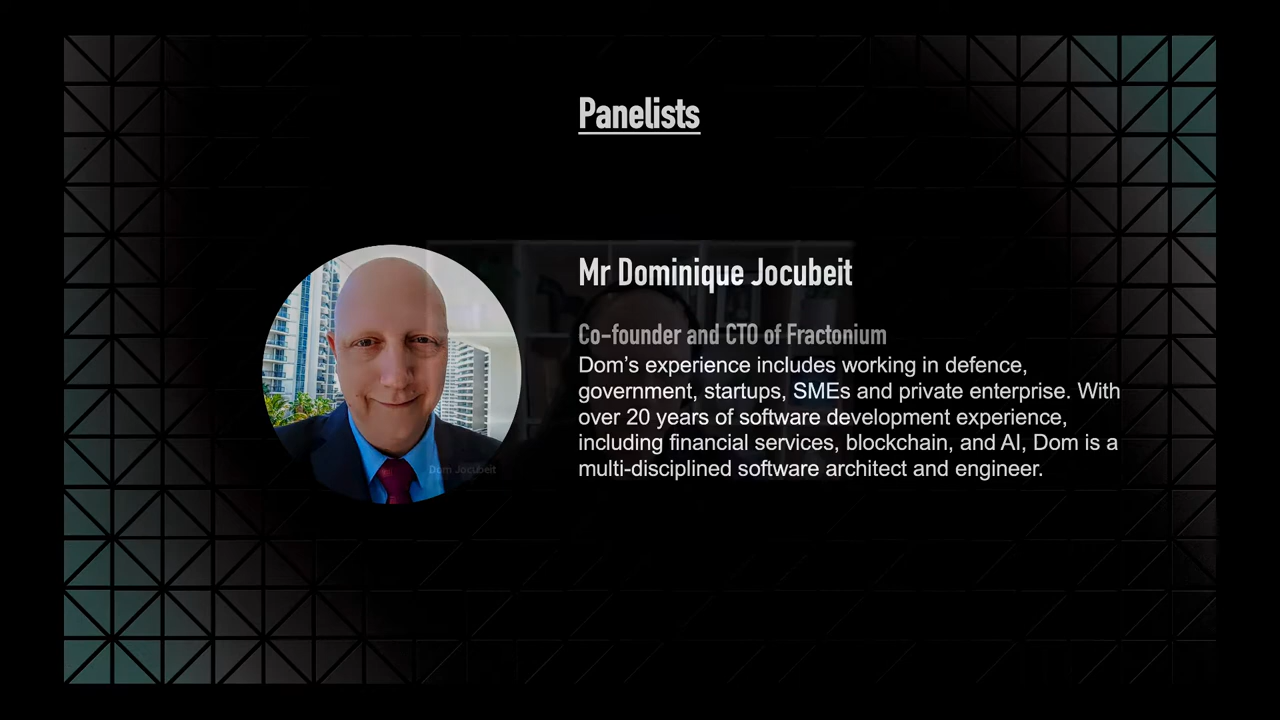 Panelists
Mr Dominique Jocubeit
Co-founder and CTO of Fractonium
Dom’s experience includes working in defence,
government, startups, SMEs and private enterprise. With
over 20 years of software development experience,
including financial services, blockchain, and AI, Dom is a
multi-disciplined software architect and engineer.
Dom Jocubeit